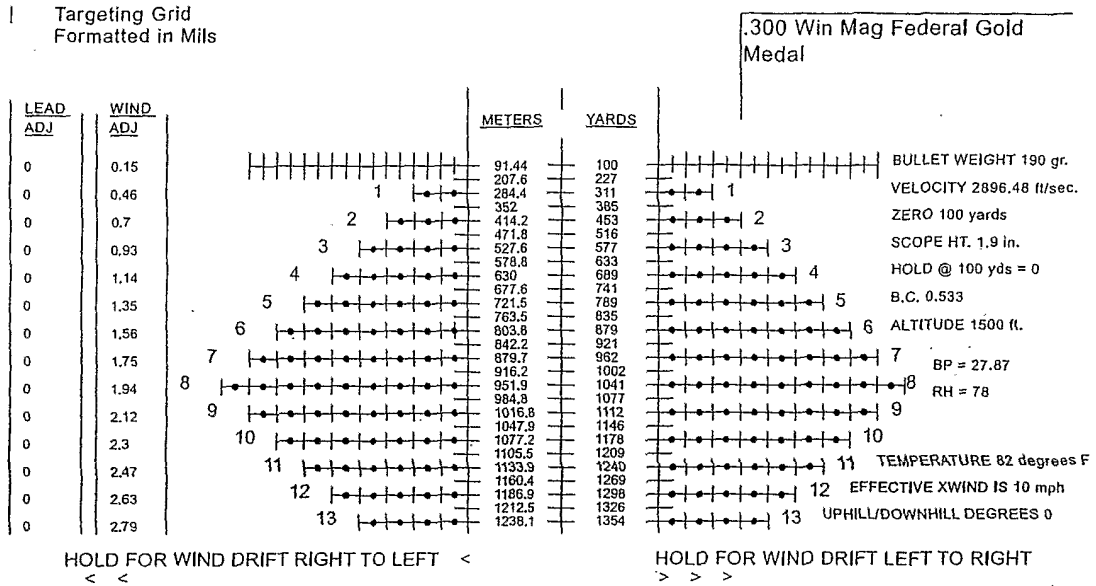 Targeting Grid
Formatted in Mils
.300 Win Mag Federal Gold
Medal
LEAD ADJ WIND ADJ METERS YARDS
0 0.15 91.44 100 BULLET WEIGHT 190 gr.
207.6 227
0 0.46 1 284.4 311 1 VELOCITY 2896.48 ft/sec.
352 385
0 0.7 2 414.2 453 2 ZERO 100 yards
471.8 516
0 0,93 3 527.6 577 3 SCOPE HT. 1.9 in.
578.8 633
0 1,14 4 630 689 4 HOLD @ 100 yds = 0
677.6 741
0 1.35 5 721.5 789 5 B.C. 0.533
763.5 835
0 1.56 6 803.8 879 6 ALTITUDE 1500 ft.
842.2 921
0 1.75 7 879.7 962 7 BP = 27.87
916.2 1002
0 1.94 8 951.9 1041 8 RH = 78
984.8 1077
0 2.12 9 1016.8 1112 9
1047.9 1146
0 2.3 10 1077.2 1178 10
1105.5 1209
0 2.47 11 1133.9 1240 11 TEMPERATURE 82 degrees F
1160.4 1269
0 2.63 12 1186.9 1298 12 EFFECTIVE XWIND IS 10 mph
1212.5 1326
0 2.79 13 1238.1 1354 13 UPHILL/DOWNHILL DEGREES 0
HOLD FOR WIND DRIFT RIGHT TO LEFT < HOLD FOR WIND DRIFT LEFT TO RIGHT
< < > > >